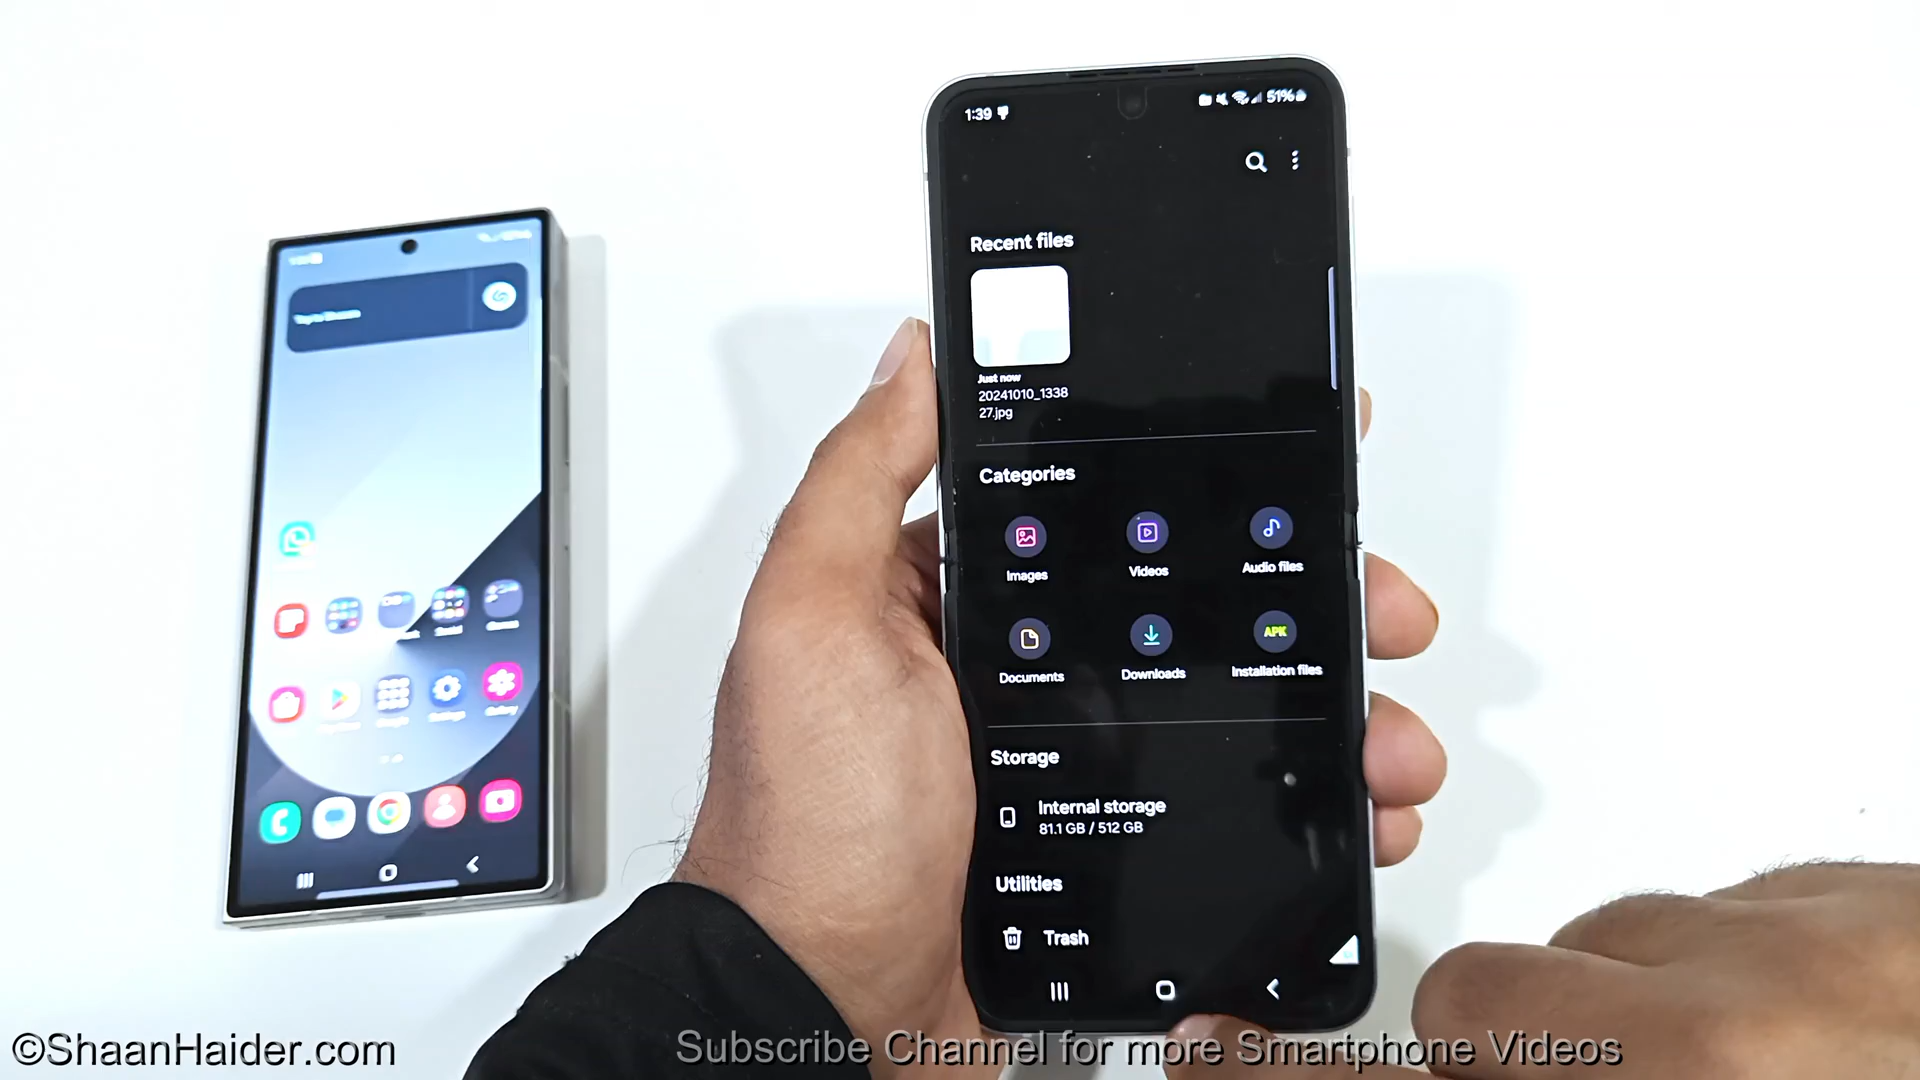 1:39
51%
Recent files
Just now
20241010_1338
27.jpg
Categories
Images
Videos
Audio files
APK
Documents
Downloads
Installation files
Storage
Internal storage
81.1 GB / 512 GB
Utilities
Trash
©ShaanHaider.com
Subscribe Channel for more Smartphone Videos